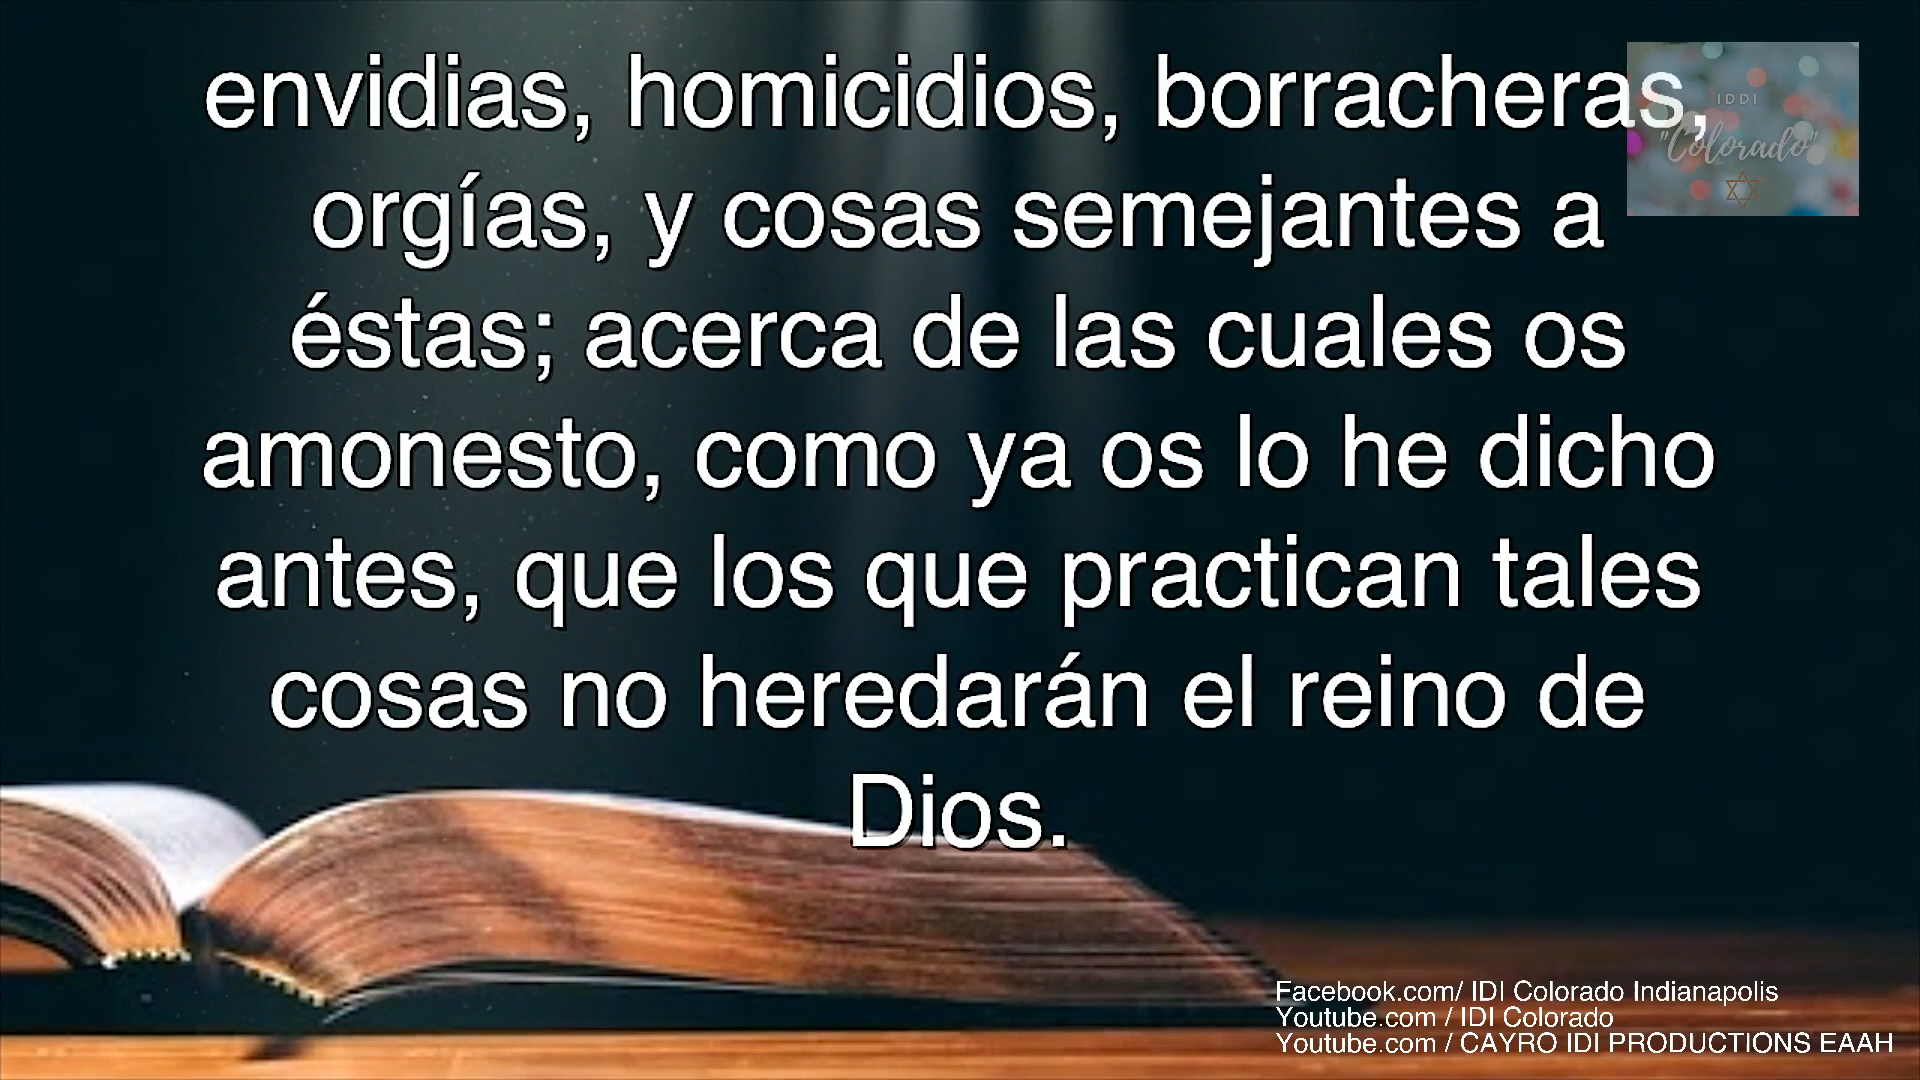 envidias, homicidios, borracheras,
orgías, y cosas semejantes a
éstas; acerca de las cuales os
amonesto, como ya os lo he dicho
antes, que los que practican tales
cosas no heredarán el reino de
Dios.
IDDI
"Colorado"
Facebook.com/ IDI Colorado Indianapolis
Youtube.com / IDI Colorado
Youtube.com / CAYRO IDI PRODUCTIONS EAAH